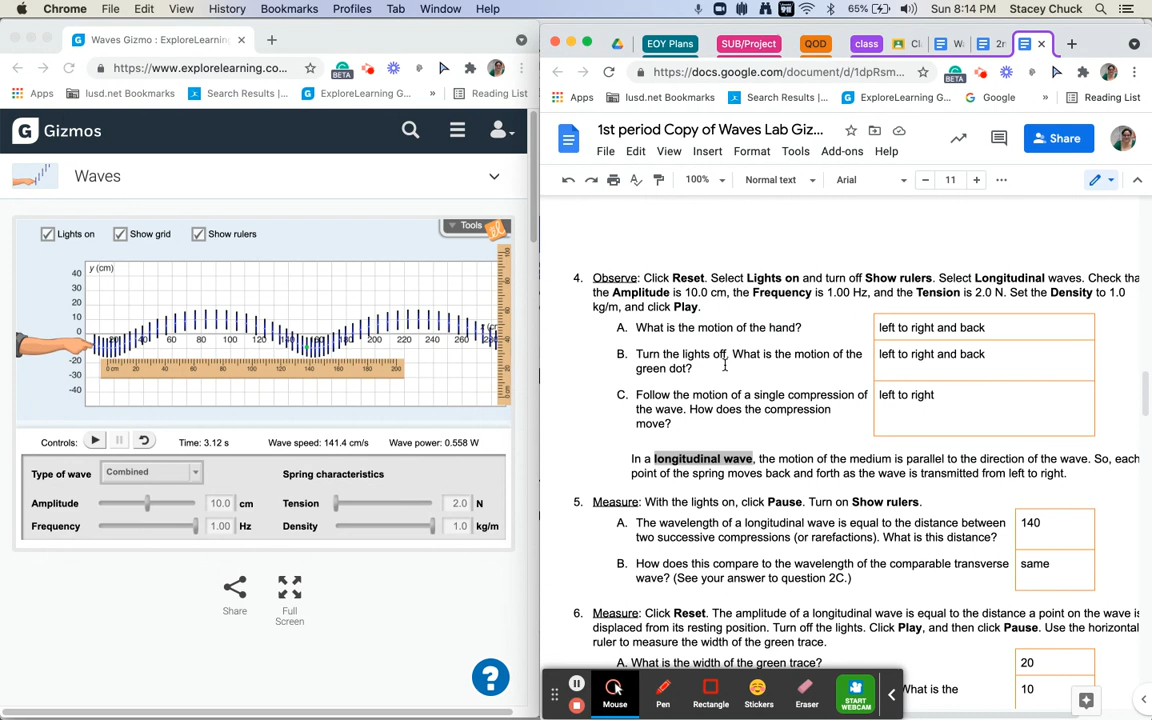 Chrome File Edit View History Bookmarks Profiles Tab Window Help 65% Sun 8:14 PM Stacey Chuck
Waves Gizmo : ExploreLearnin
https://www.explorelearning.co...
BETA
Apps lusd.net Bookmarks Search Results |... ExploreLearning G... » Reading List
G Gizmos
Waves
Lights on Show grid Show rulers Tools
y (cm)
40
30
20
10
0
-20
-30
-40
20 40 60 80 100 120 140 160 180 200 220 240 260 280
0 cm 20 40 60 80 100 120 140 160 180 200
Controls: Time: 3.12 s Wave speed: 141.4 cm/s Wave power: 0.558 W
Type of wave Combined Spring characteristics
Amplitude 10.0 cm Tension 2.0 N
Frequency 1.00 Hz Density 1.0 kg/m
Share
Full
Screen
?
EOY Plans SUB/Project QOD class
https://docs.google.com/document/d/1dpRsm...
BETA
Apps lusd.net Bookmarks Search Results |... ExploreLearning G... Google » Reading List
1st period Copy of Waves Lab Giz...
Share
File Edit View Insert Format Tools Add-ons Help
100% Normal text Arial 11
4. Observe: Click Reset. Select Lights on and turn off Show rulers. Select Longitudinal waves. Check tha
the Amplitude is 10.0 cm, the Frequency is 1.00 Hz, and the Tension is 2.0 N. Set the Density to 1.0
kg/m, and click Play.
A. What is the motion of the hand? left to right and back
B. Turn the lights off. What is the motion of the left to right and back
green dot?
C. Follow the motion of a single compression of left to right
the wave. How does the compression
move?
In a longitudinal wave, the motion of the medium is parallel to the direction of the wave. So, each
point of the spring moves back and forth as the wave is transmitted from left to right.
5. Measure: With the lights on, click Pause. Turn on Show rulers.
A. The wavelength of a longitudinal wave is equal to the distance between 140
two successive compressions (or rarefactions). What is this distance?
B. How does this compare to the wavelength of the comparable transverse same
wave? (See your answer to question 2C.)
6. Measure: Click Reset. The amplitude of a longitudinal wave is equal to the distance a point on the wave is
displaced from its resting position. Turn off the lights. Click Play, and then click Pause. Use the horizontal
ruler to measure the width of the green trace.
A. What is the width of the green trace? 20
What is the 10
Mouse Pen Rectangle Stickers Eraser START
WEBCAM